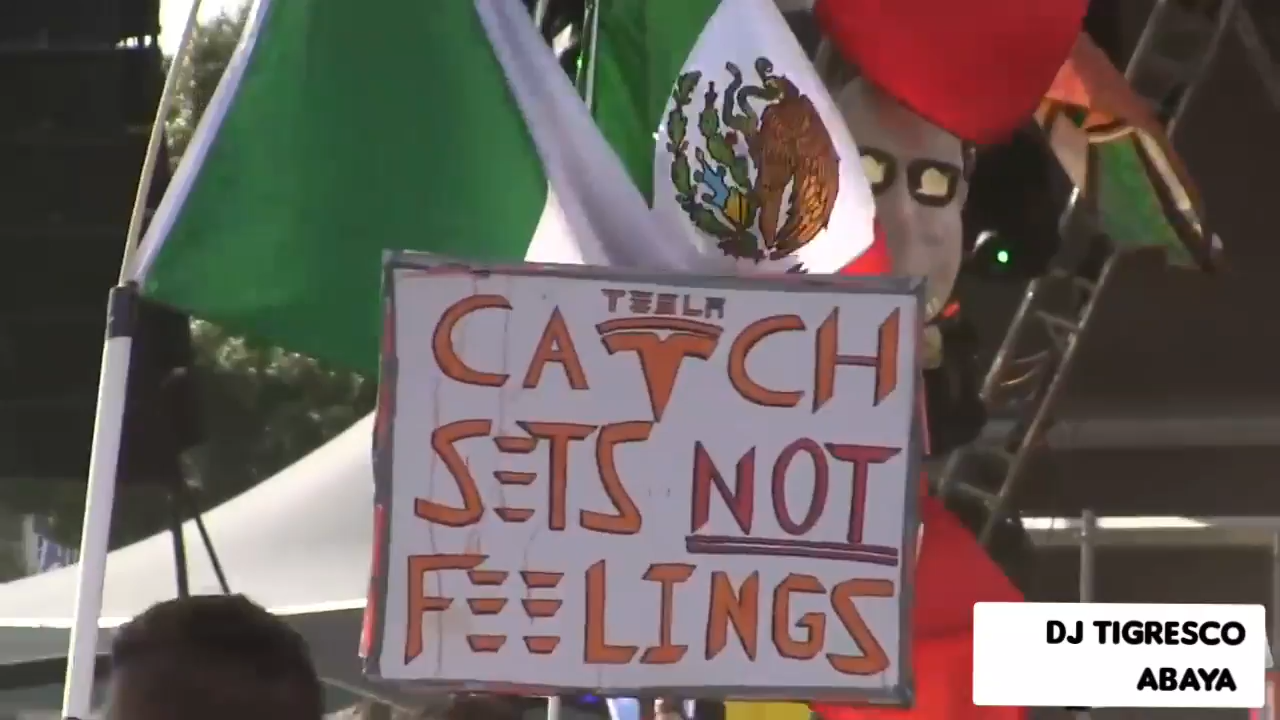 TESLA
CATCH
SETS NOT
FEELINGS
DJ TIGRESCO
ABAYA